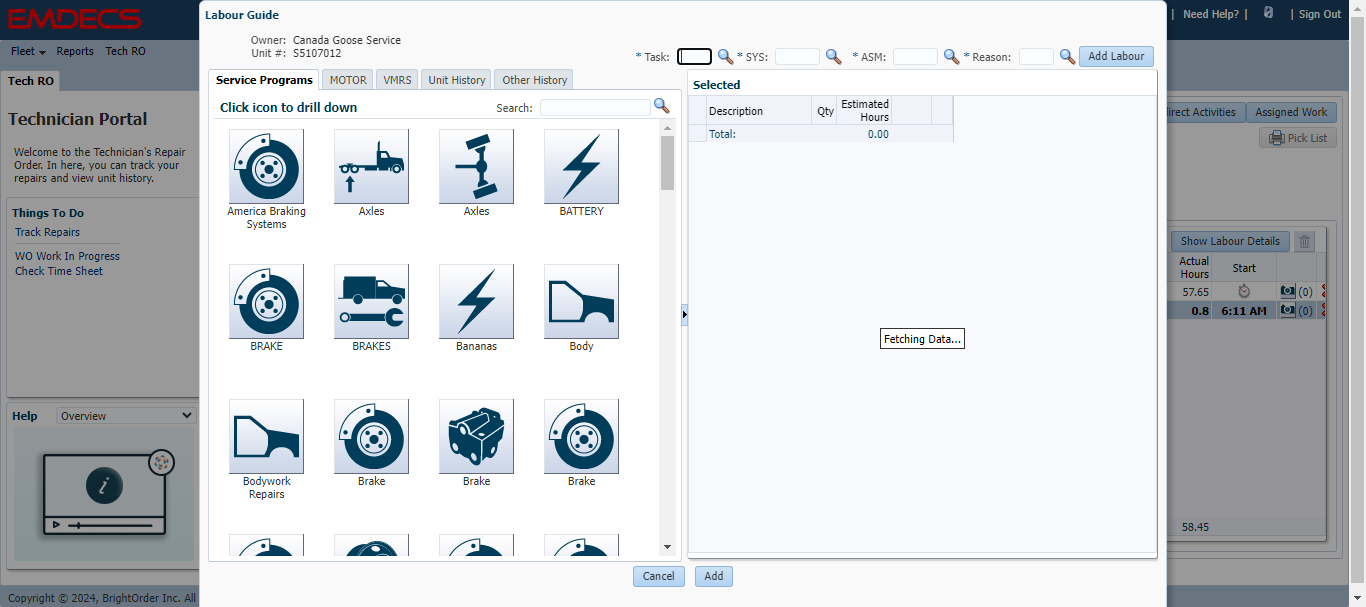 EMDECS
Need Help? |
| Sign Out
Fleet
Reports
Tech RO
Tech RO
Technician Portal
Welcome to the Technician's Repair
Order. In here, you can track your
repairs and view unit history.
Things To Do
Track Repairs
WO Work In Progress
Check Time Sheet
Help
Overview
Copyright © 2024, BrightOrder Inc. All
Labour Guide
Owner: Canada Goose Service
Unit #: S5107012
* Task:
* SYS:
* ASM:
* Reason:
Add Labour
Service Programs
MOTOR
VMRS
Unit History
Other History
Click icon to drill down
Search:
America Braking
Systems
Axles
Axles
BATTERY
BRAKE
BRAKES
Bananas
Body
Bodywork
Repairs
Brake
Brake
Brake
Selected
Description
Qty
Estimated
Hours
Total:
0.00
Fetching Data...
Cancel
Add
irect Activities
Assigned Work
Pick List
Show Labour Details
Actual
Hours
Start
57.65
(0)
0.8
6:11 AM
(0)
58.45